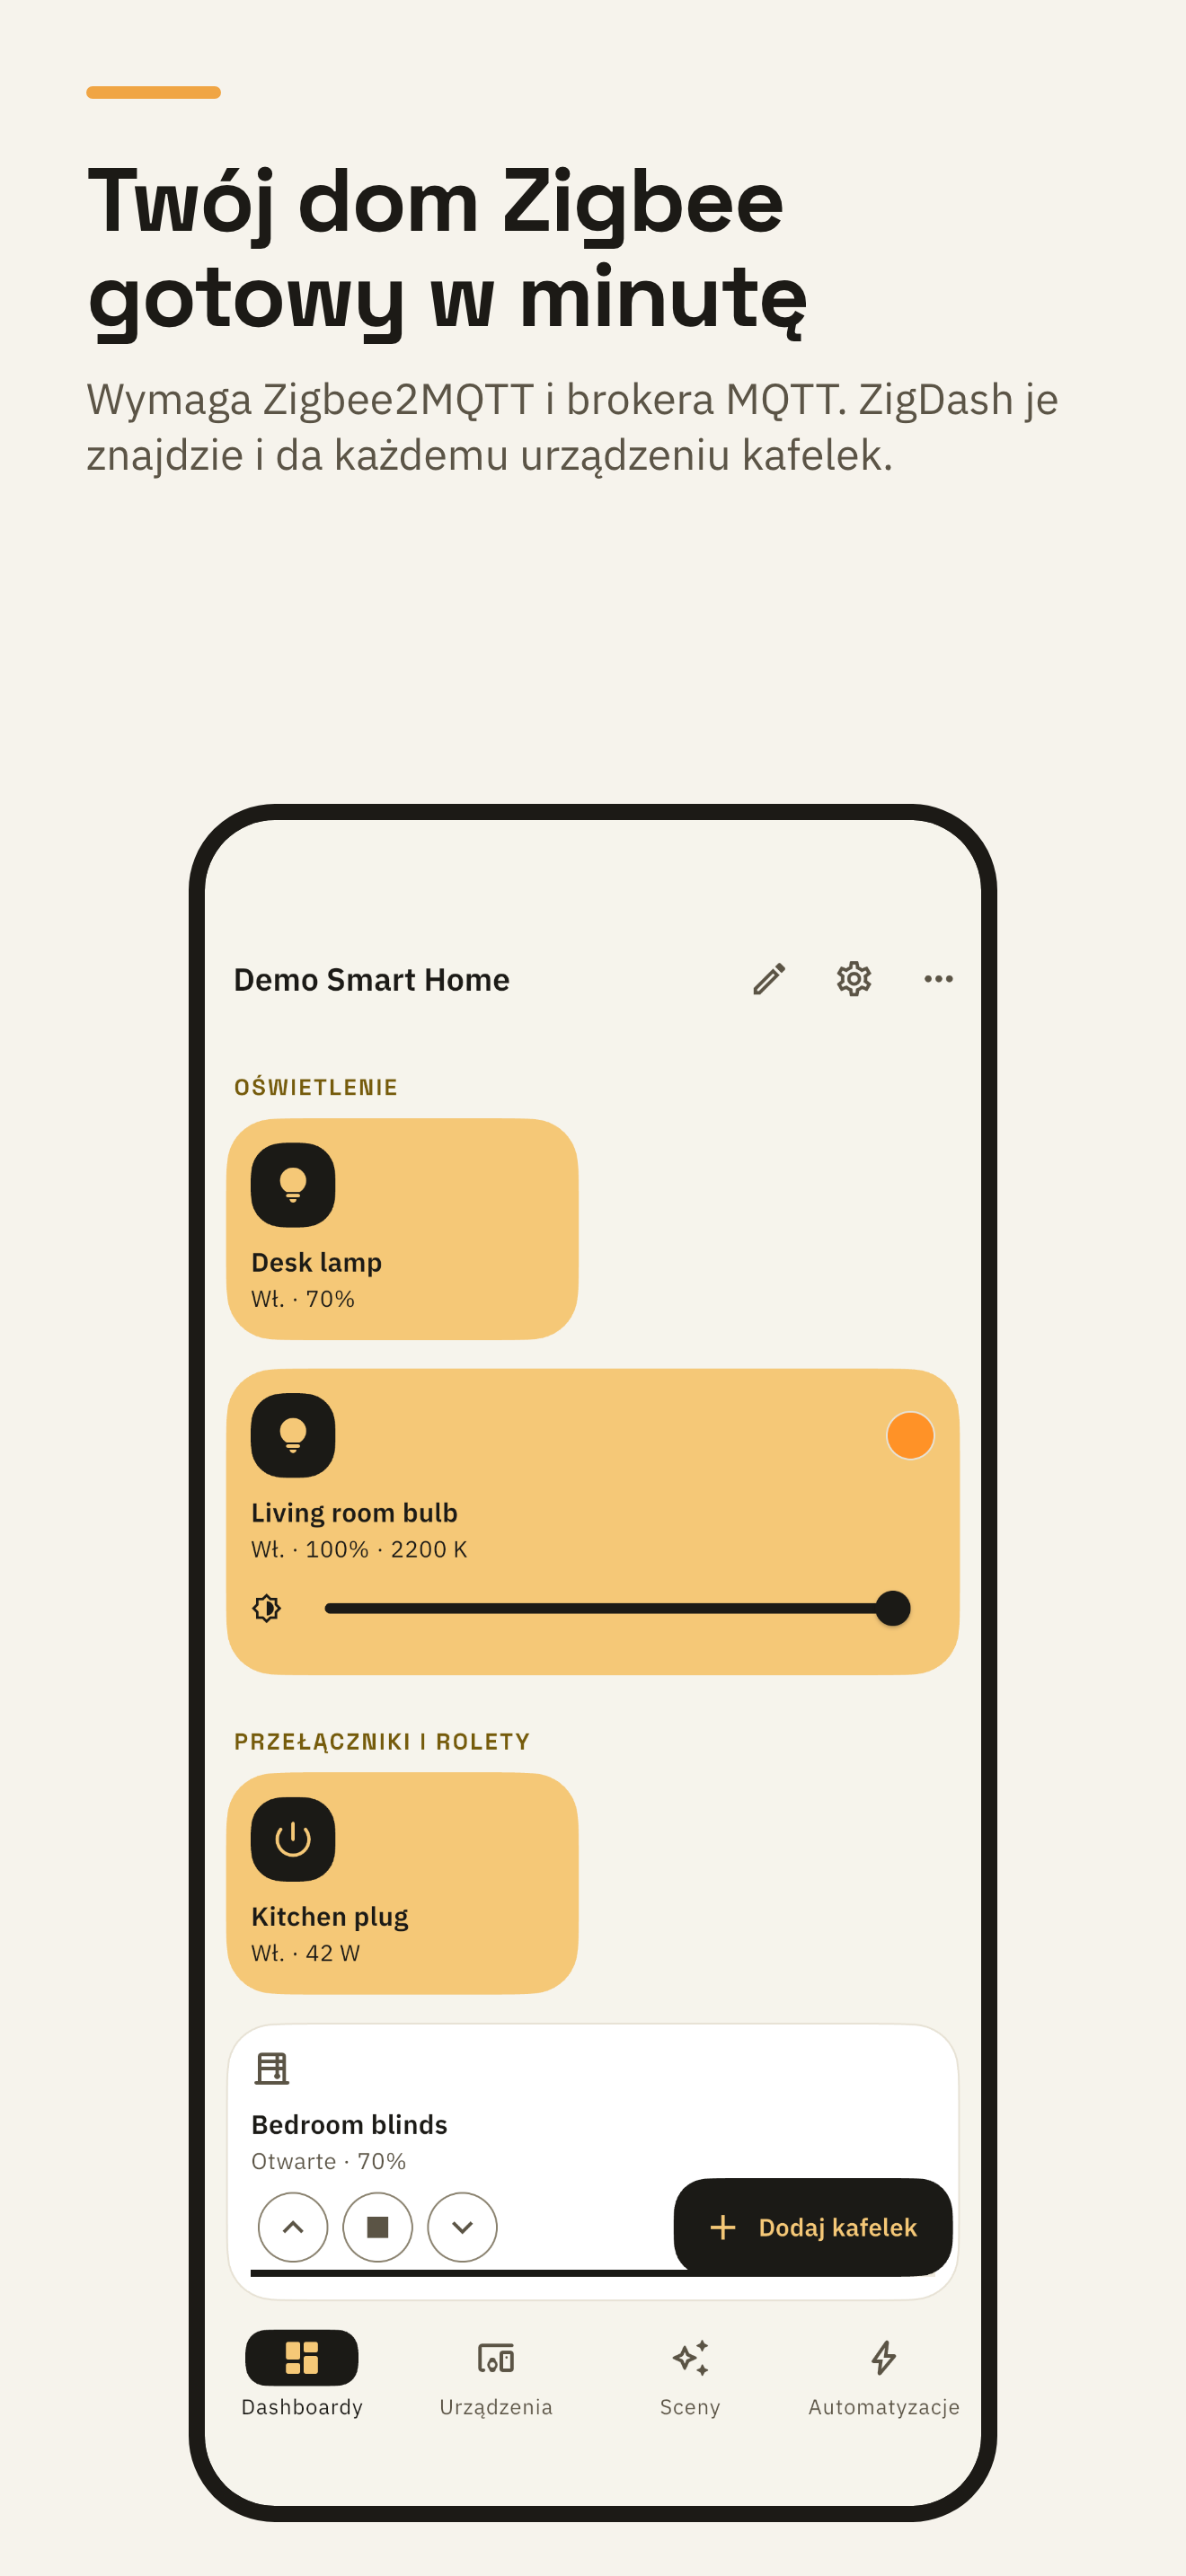 Twój dom Zigbee
gotowy w minutę
Wymaga Zigbee2MQTT i brokera MQTT. ZigDash je
znajdzie i da każdemu urządzeniu kafelek.
Demo Smart Home
OŚWIETLENIE
Desk lamp
Wł. · 70%
Living room bulb
Wł. · 100% · 2200 K
PRZEŁĄCZNIKI I ROLETY
Kitchen plug
Wł. · 42 W
Bedroom blinds
Otwarte · 70%
Dodaj kafelek
Dashboardy
Urządzenia
Sceny
Automatyzacje